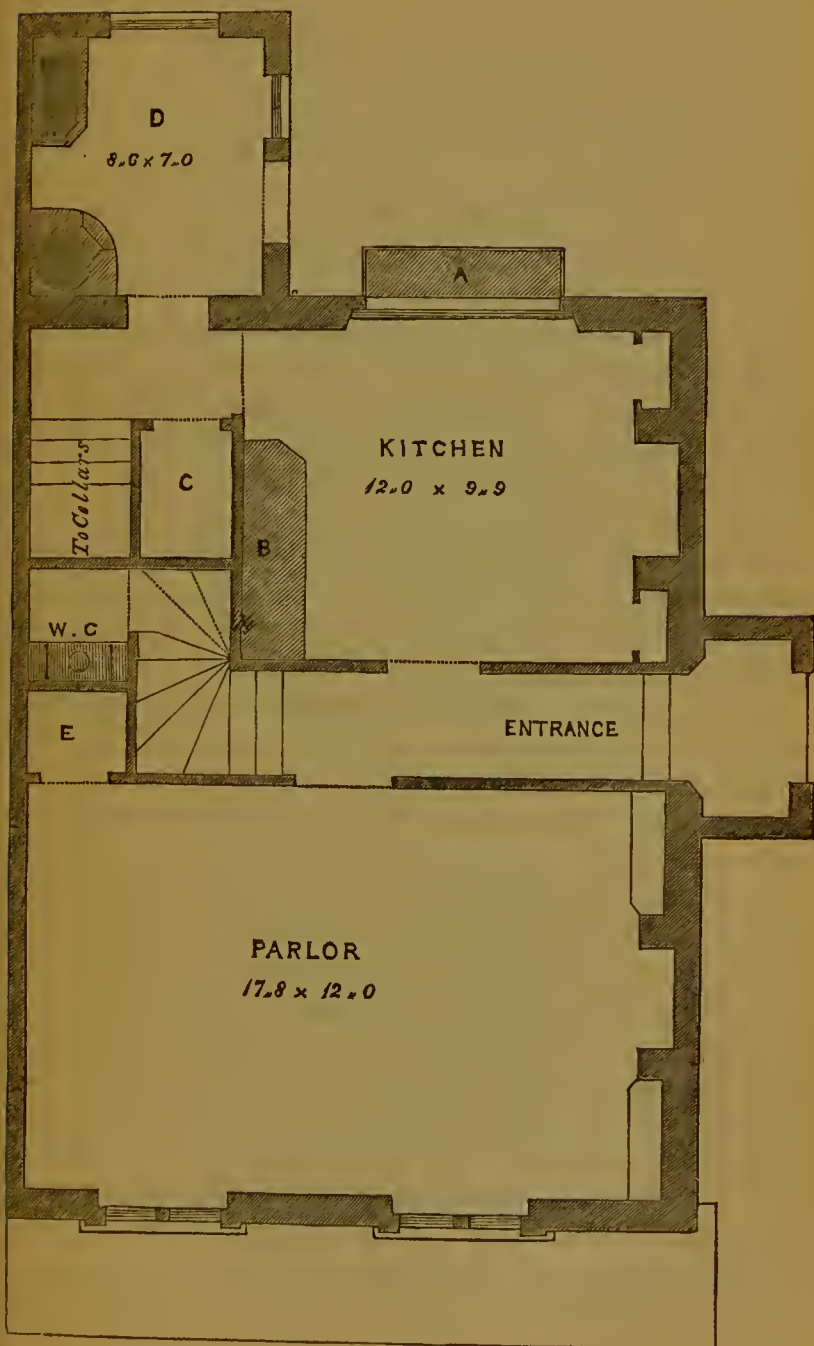 D
8„6 x 7„0
A
KITCHEN
12„0 x 9„9
To Cellars
C
B
W.C
E
ENTRANCE
PARLOR
17„8 x 12„0